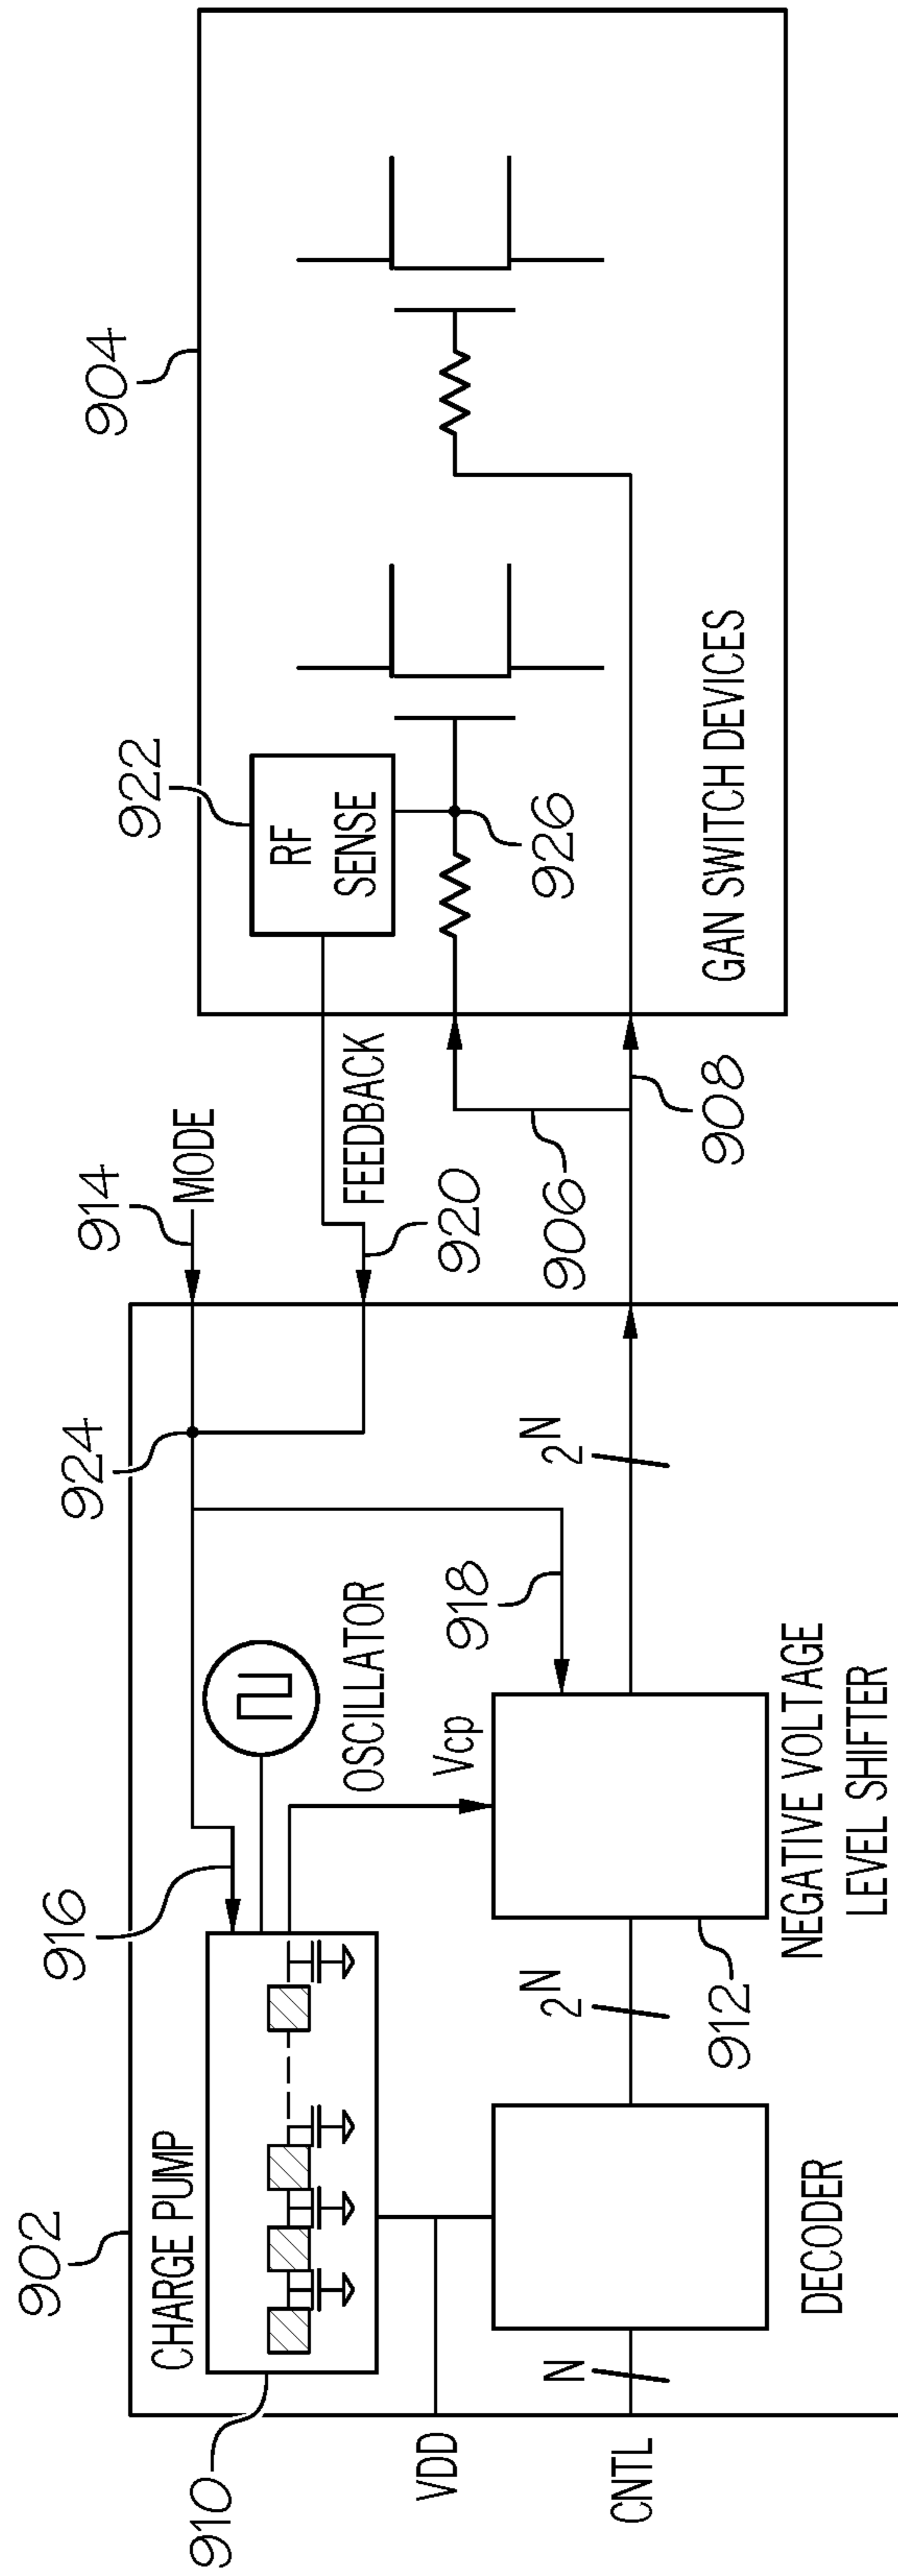 902
CHARGE PUMP
910
916
924
914
MODE
OSCILLATOR
Vcp
918
FEEDBACK
920
904
922
RF
SENSE
926
906
908
VDD
CNTL
N
DECODER
2N
912
NEGATIVE VOLTAGE
LEVEL SHIFTER
2N
GAN SWITCH DEVICES